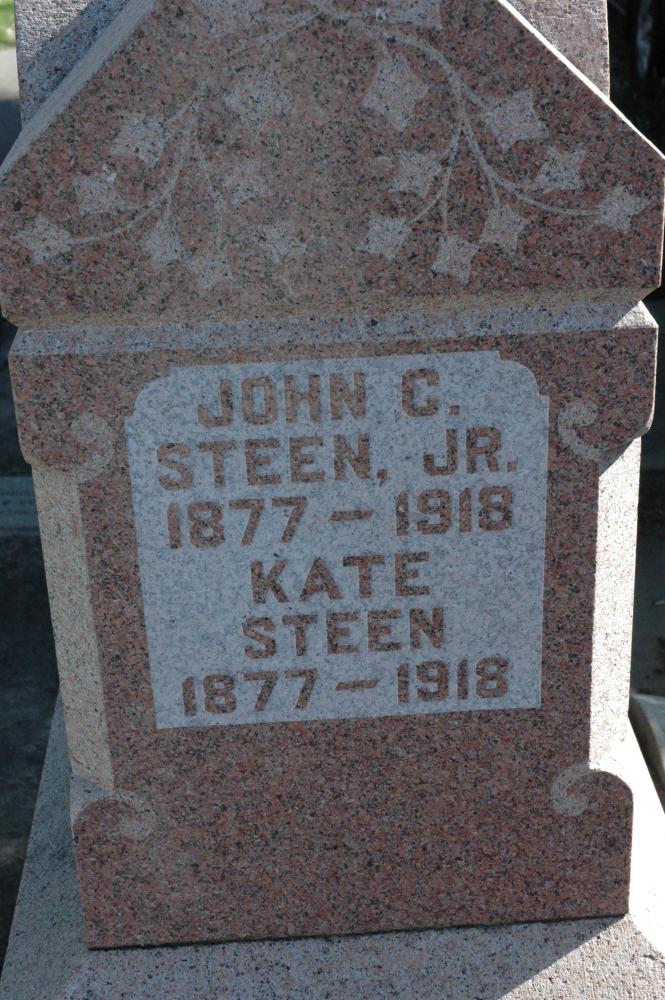 JOHN C.
STEEN, JR.
1877 – 1918
KATE
STEEN
1877 – 1918